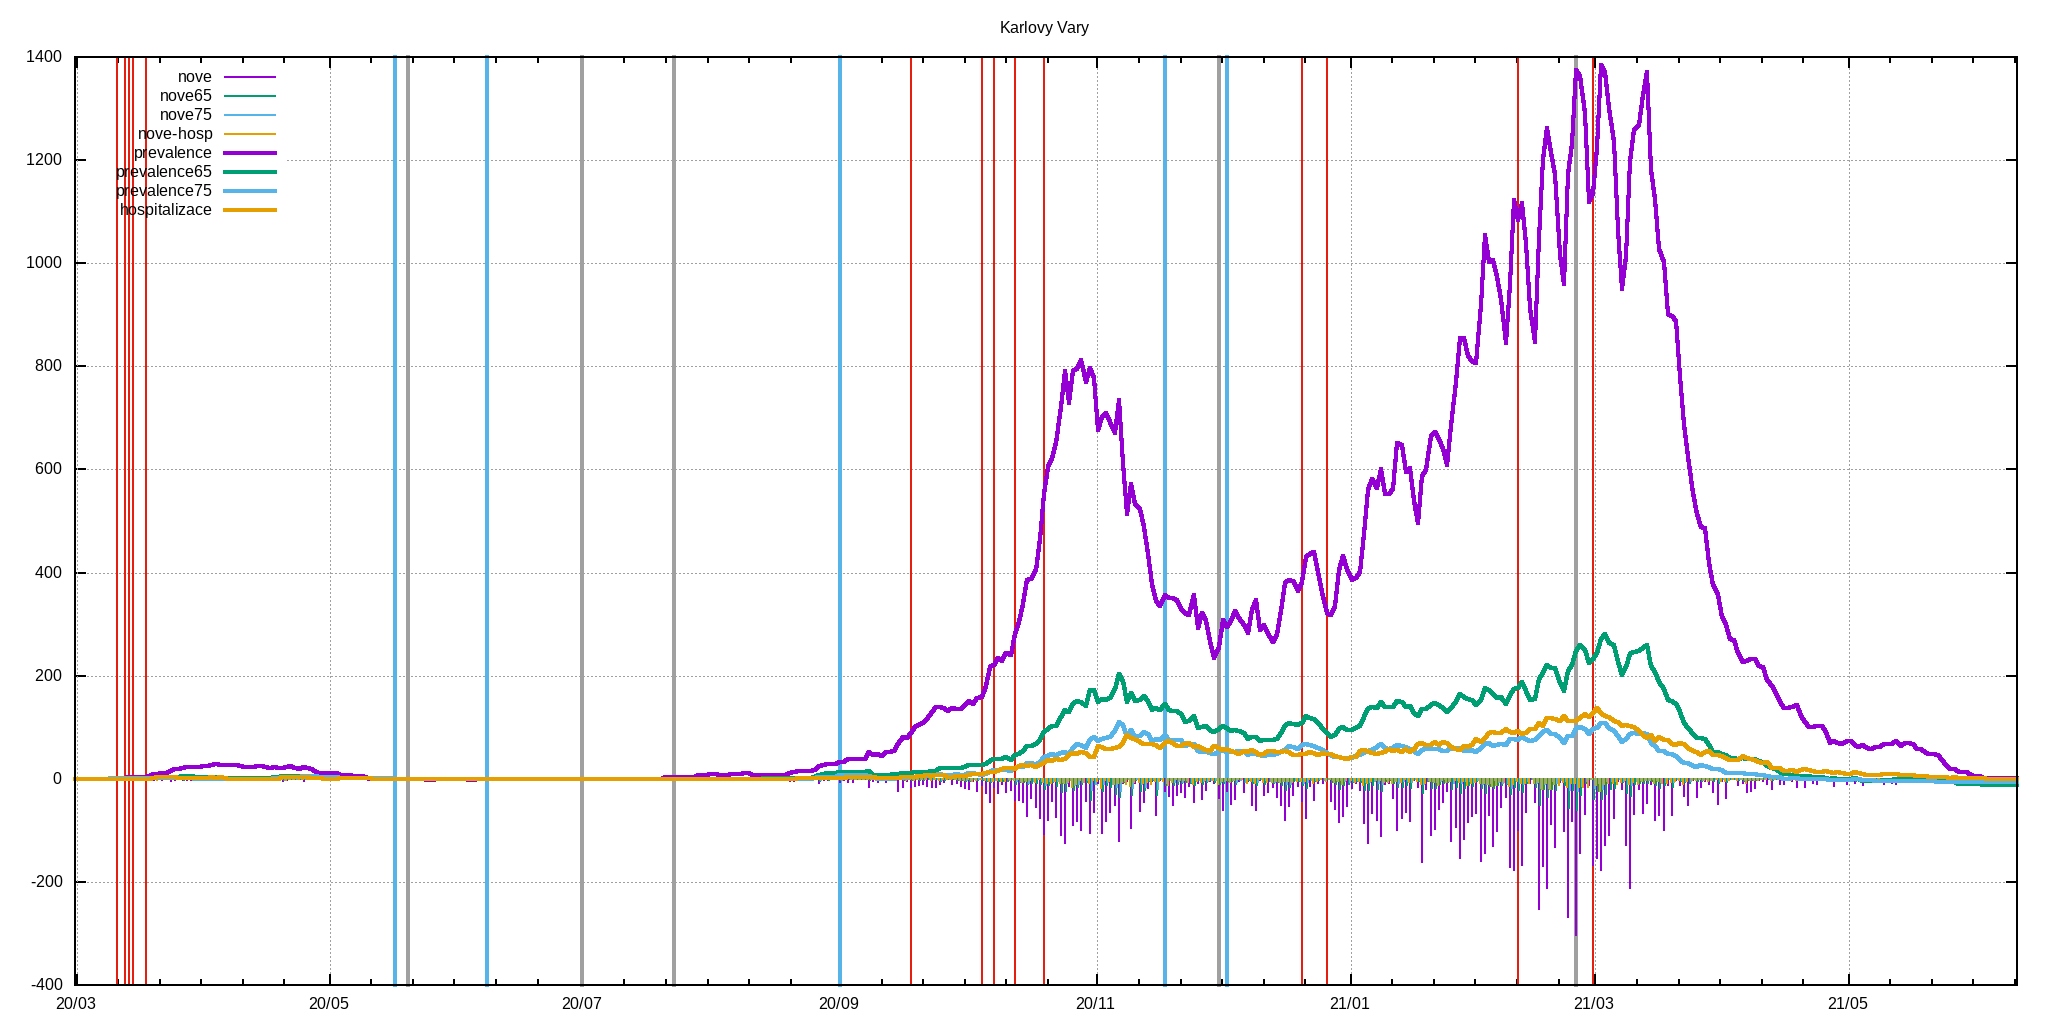 Karlovy Vary
1400
1200
1000
800
600
400
200
0
-200
-400
nove
nove65
nove75
nove-hosp
prevalence
prevalence65
prevalence75
hospitalizace
20/03 20/05 20/07 20/09 20/11 21/01 21/03 21/05